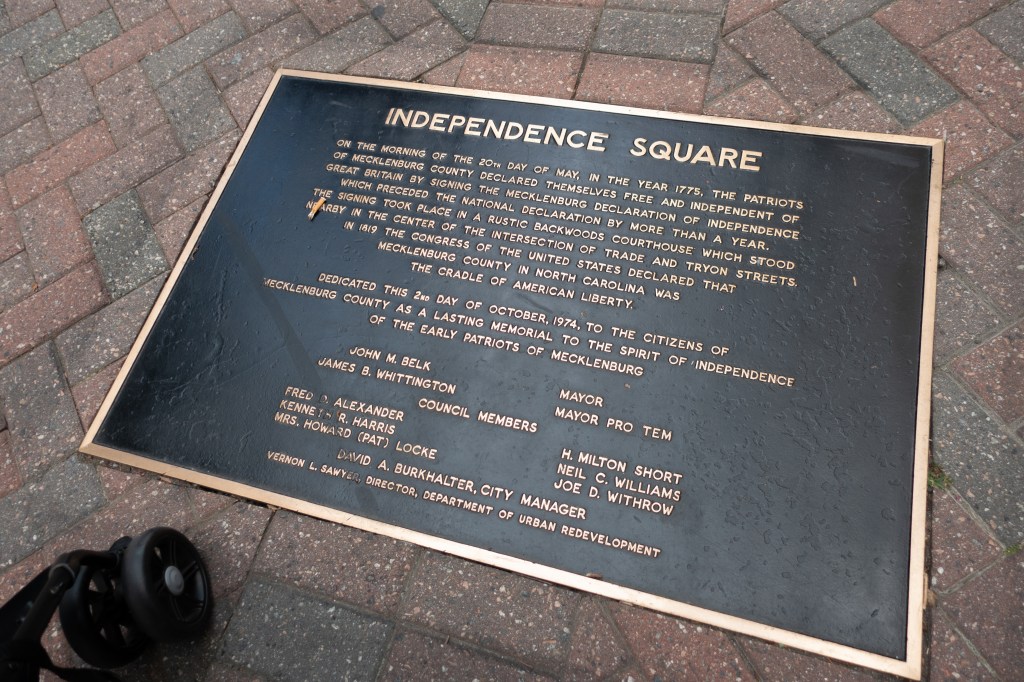 INDEPENDENCE SQUARE
ON THE MORNING OF THE 20TH DAY OF MAY, IN THE YEAR 1775, THE PATRIOTS
OF MECKLENBURG COUNTY DECLARED THEMSELVES FREE AND INDEPENDENT OF
GREAT BRITAIN BY SIGNING THE MECKLENBURG DECLARATION OF INDEPENDENCE
WHICH PRECEDED THE NATIONAL DECLARATION BY MORE THAN A YEAR.
THE SIGNING TOOK PLACE IN A RUSTIC BACKWOODS COURTHOUSE WHICH STOOD
NEARBY IN THE CENTER OF THE INTERSECTION OF TRADE AND TRYON STREETS.
IN 1819 THE CONGRESS OF THE UNITED STATES DECLARED THAT
MECKLENBURG COUNTY IN NORTH CAROLINA WAS
THE CRADLE OF AMERICAN LIBERTY.
DEDICATED THIS 2ND DAY OF OCTOBER, 1974, TO THE CITIZENS OF
MECKLENBURG COUNTY AS A LASTING MEMORIAL TO THE SPIRIT OF INDEPENDENCE
OF THE EARLY PATRIOTS OF MECKLENBURG
JOHN M. BELK MAYOR
JAMES B. WHITTINGTON MAYOR PRO TEM
COUNCIL MEMBERS
FRED D. ALEXANDER H. MILTON SHORT
KENNETH R. HARRIS NEIL C. WILLIAMS
MRS. HOWARD (PAT) LOCKE JOE D. WITHROW
DAVID A. BURKHALTER, CITY MANAGER
VERNON L. SAWYER, DIRECTOR, DEPARTMENT OF URBAN REDEVELOPMENT